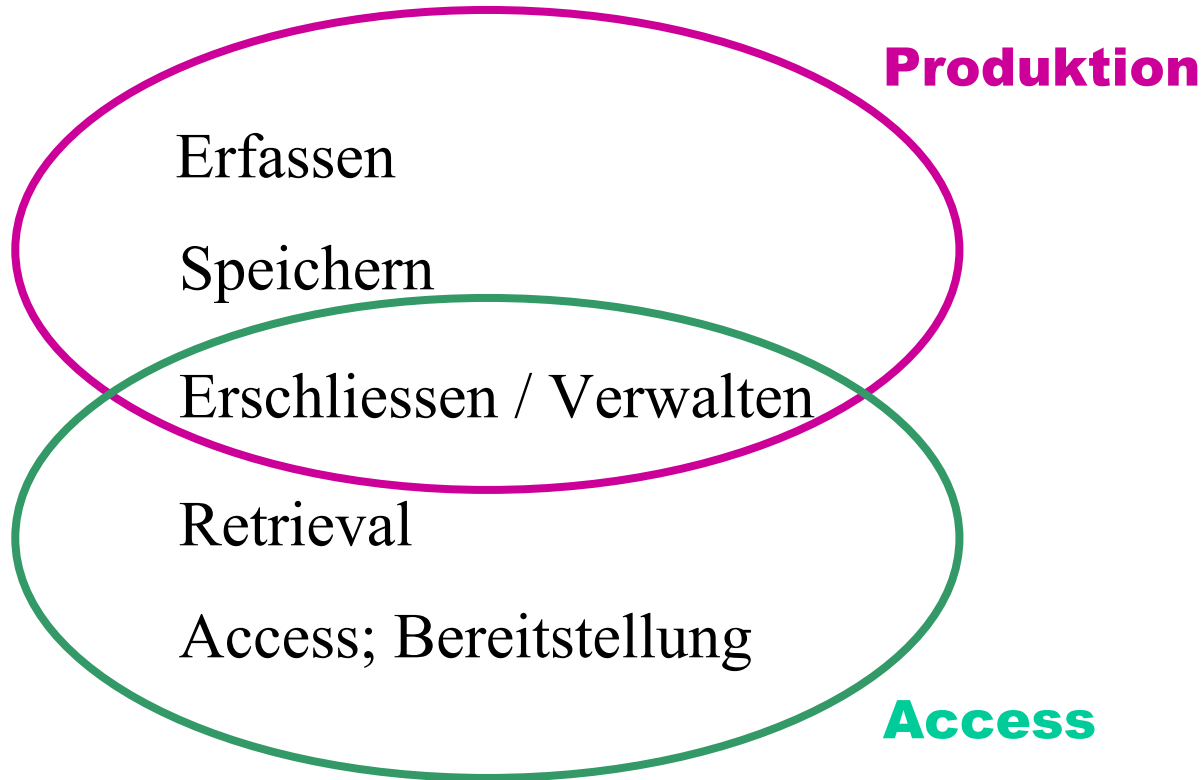 Produktion
Erfassen
Speichern
Erschliessen / Verwalten
Retrieval
Access; Bereitstellung
Access